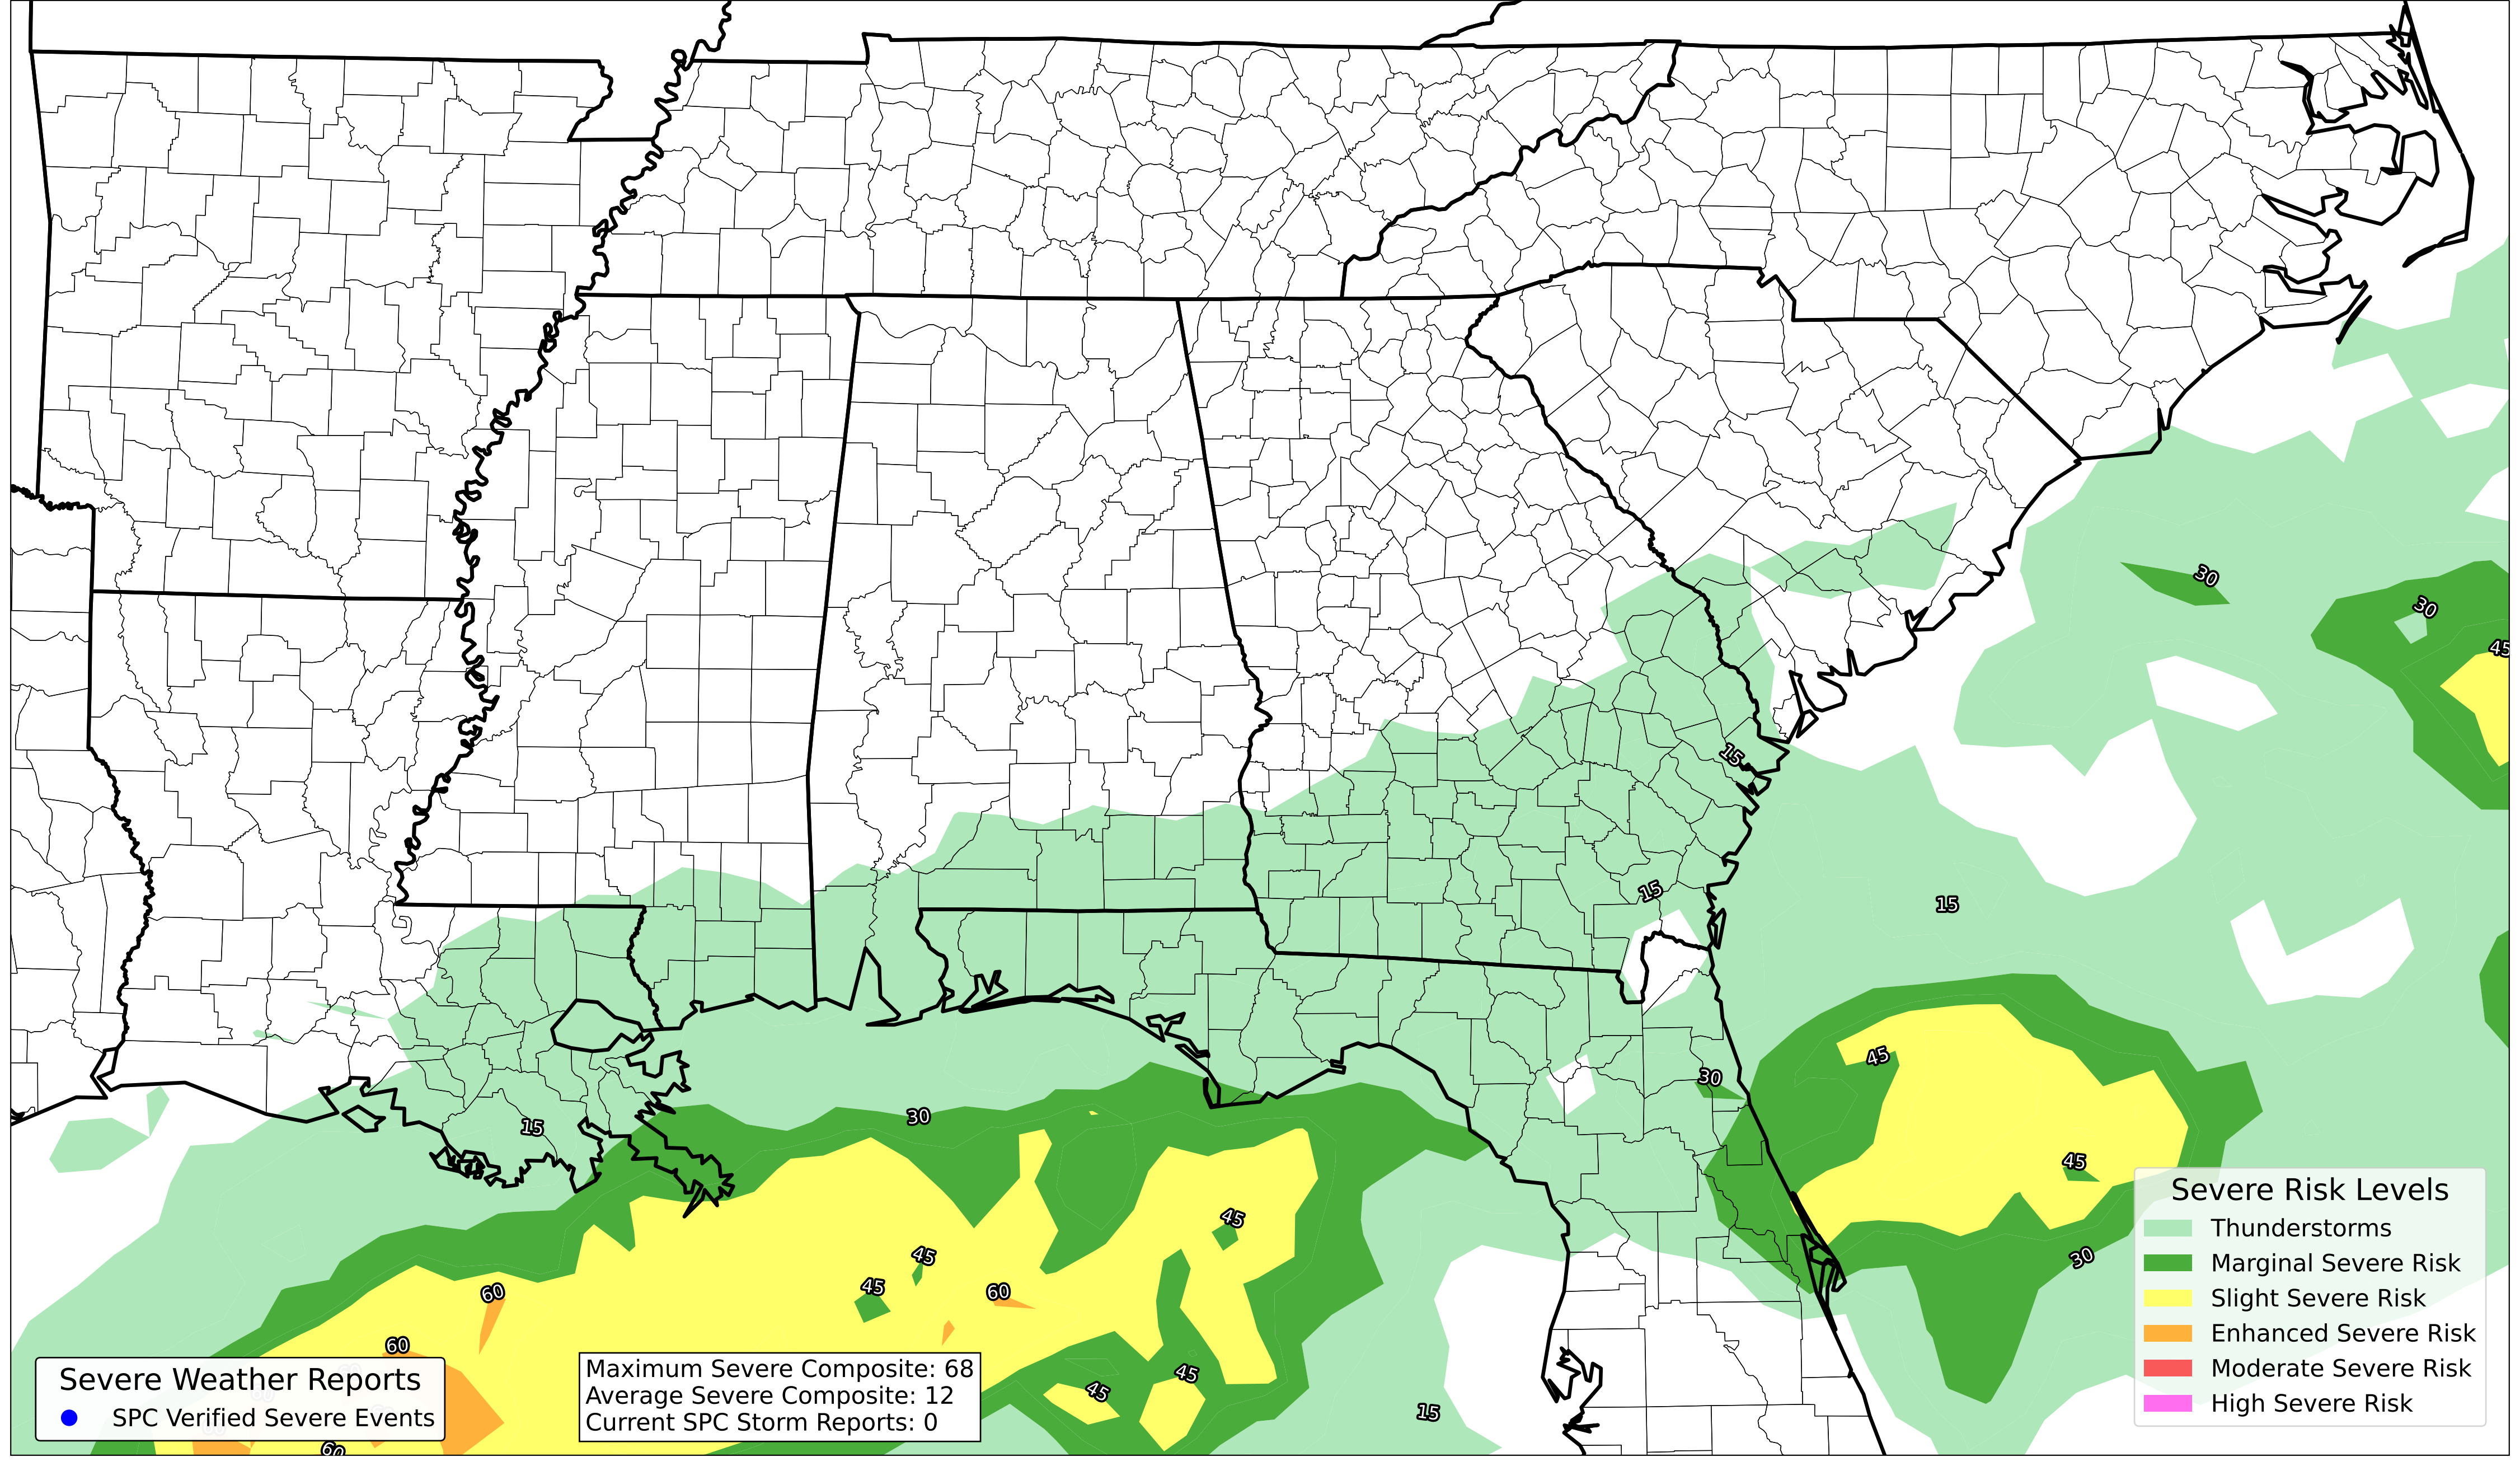 30
30
45
15
15
15
45
30
15
30
45
45
30
45
60
45
60
60
45
45
15
60
Severe Risk Levels
Thunderstorms
Marginal Severe Risk
Slight Severe Risk
Enhanced Severe Risk
Moderate Severe Risk
High Severe Risk
Severe Weather Reports
SPC Verified Severe Events
Maximum Severe Composite: 68
Average Severe Composite: 12
Current SPC Storm Reports: 0